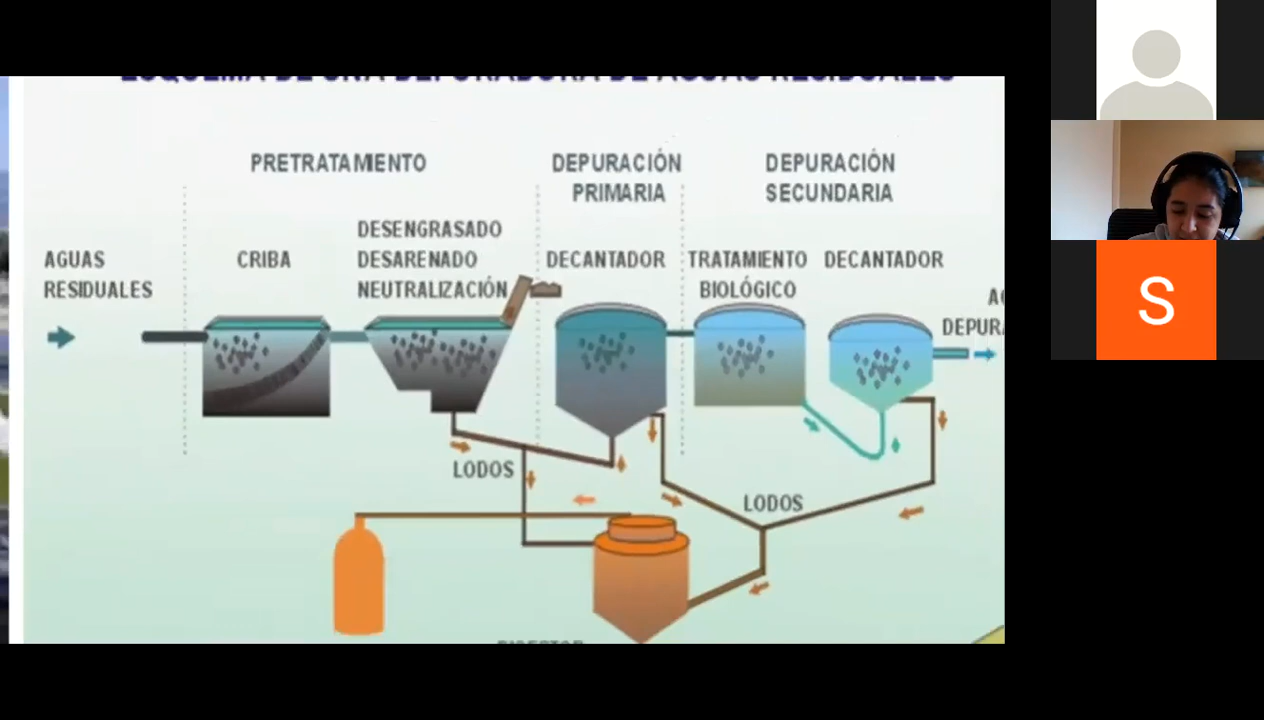 ESQUEMA DE UNA DEPURADORA DE AGUAS RESIDUALES
PRETRATAMIENTO
DEPURACIÓN
PRIMARIA
DEPURACIÓN
SECUNDARIA
AGUAS
RESIDUALES
CRIBA
DESENGRASADO
DESARENADO
NEUTRALIZACIÓN
DECANTADOR
TRATAMIENTO
BIOLÓGICO
DECANTADOR
LODOS
LODOS
S